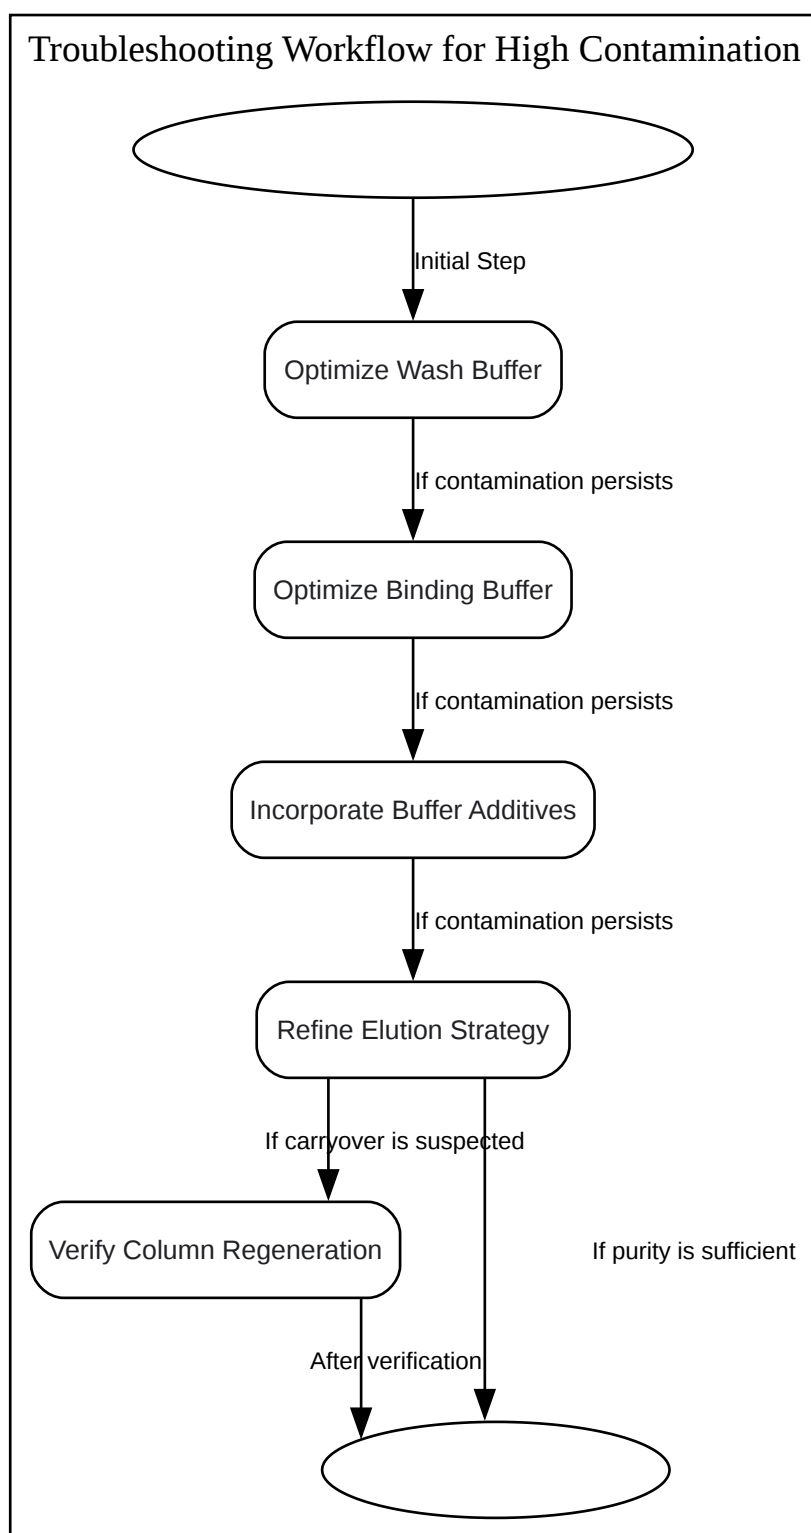 Troubleshooting Workflow for High Contamination
Initial Step
Optimize Wash Buffer
If contamination persists
Optimize Binding Buffer
If contamination persists
Incorporate Buffer Additives
If contamination persists
Refine Elution Strategy
If carryover is suspected
Verify Column Regeneration
If purity is sufficient
After verification